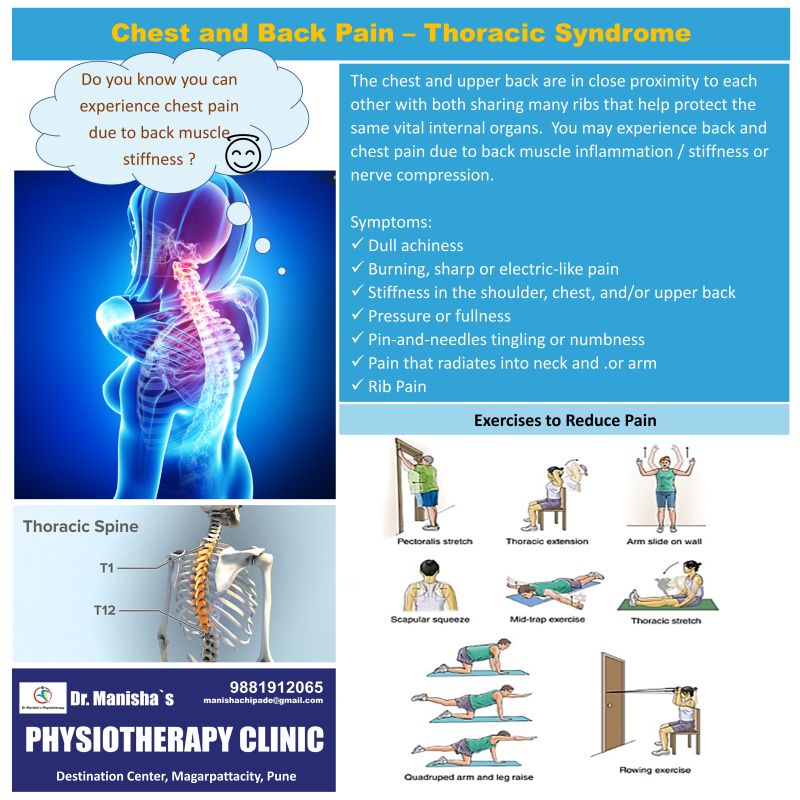 Chest and Back Pain – Thoracic Syndrome
Do you know you can
experience chest pain
due to back muscle
stiffness ?
The chest and upper back are in close proximity to each
other with both sharing many ribs that help protect the
same vital internal organs.  You may experience back and
chest pain due to back muscle inflammation / stiffness or
nerve compression.
Symptoms:
✓ Dull achiness
✓ Burning, sharp or electric-like pain
✓ Stiffness in the shoulder, chest, and/or upper back
✓ Pressure or fullness
✓ Pin-and-needles tingling or numbness
✓ Pain that radiates into neck and .or arm
✓ Rib Pain
Exercises to Reduce Pain
Pectoralis stretch
Thoracic extension
Arm slide on wall
Scapular squeeze
Mid-trap exercise
Thoracic stretch
Quadruped arm and leg raise
Rowing exercise
Thoracic Spine
T1
T12
Dr Manisha's Physiotherapy
Dr. Manisha`s
9881912065
manishachipade@gmail.com
PHYSIOTHERAPY CLINIC
Destination Center, Magarpattacity, Pune